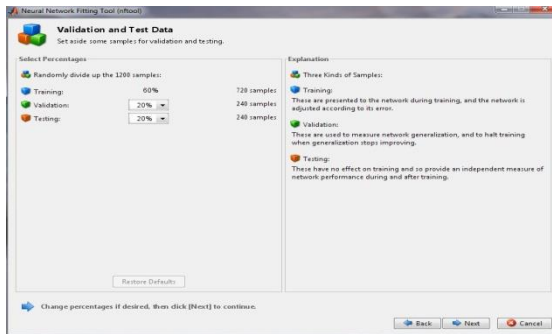 Neural Network Fitting Tool (nftool)
Validation and Test Data
Set aside some samples for validation and testing.
Select Percentages
Randomly divide up the 1200 samples:
Training: 60% 720 samples
Validation: 20% 240 samples
Testing: 20% 240 samples
Restore Defaults
Explanation
Three Kinds of Samples:
Training:
These are presented to the network during training, and the network is
adjusted according to its error.
Validation:
These are used to measure network generalization, and to halt training
when generalization stops improving.
Testing:
These have no effect on training and so provide an independent measure of
network performance during and after training.
Change percentages if desired, then click [Next] to continue.
Back Next Cancel